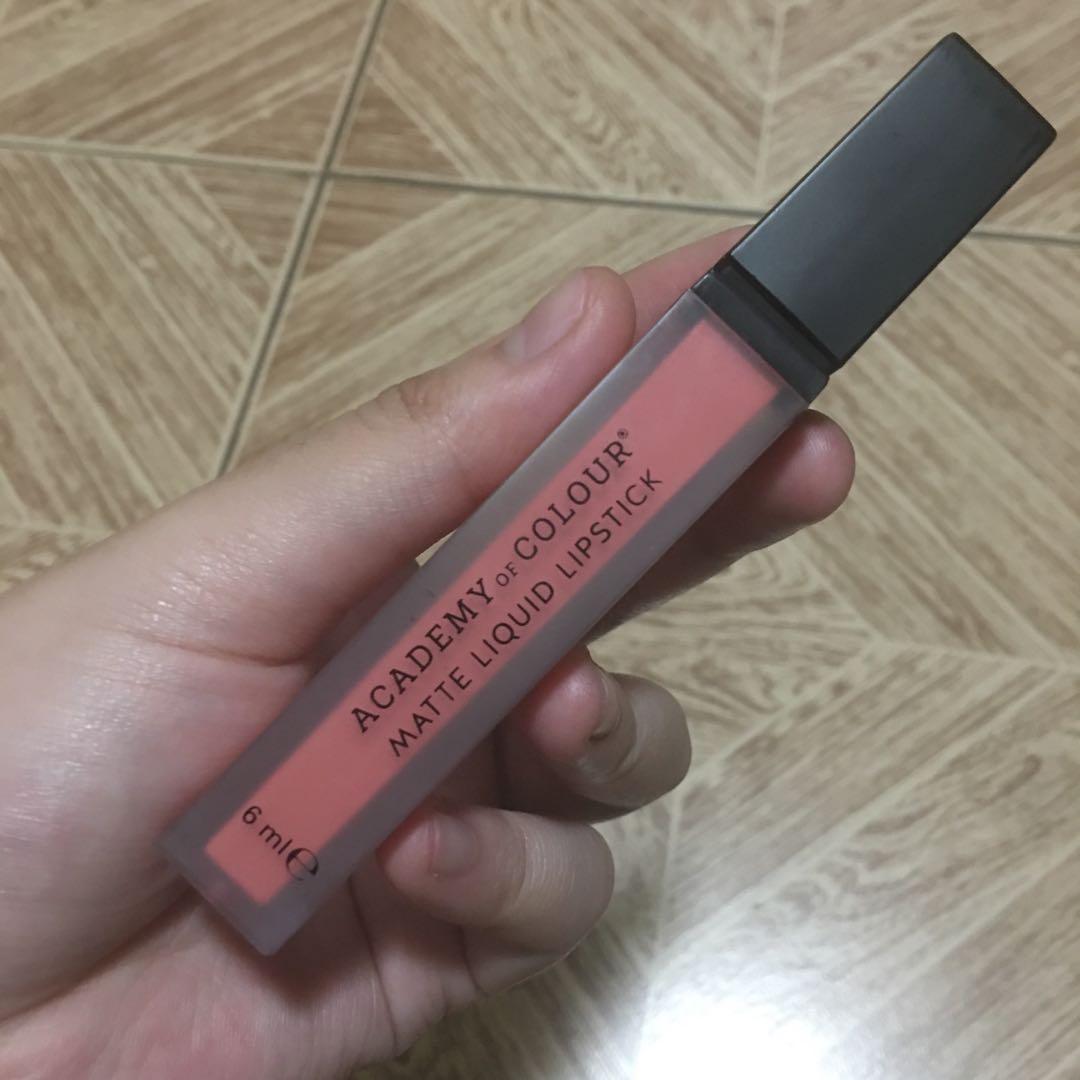 ACADEMY OF COLOUR®
MATTE LIQUID LIPSTICK
6 ml ℮